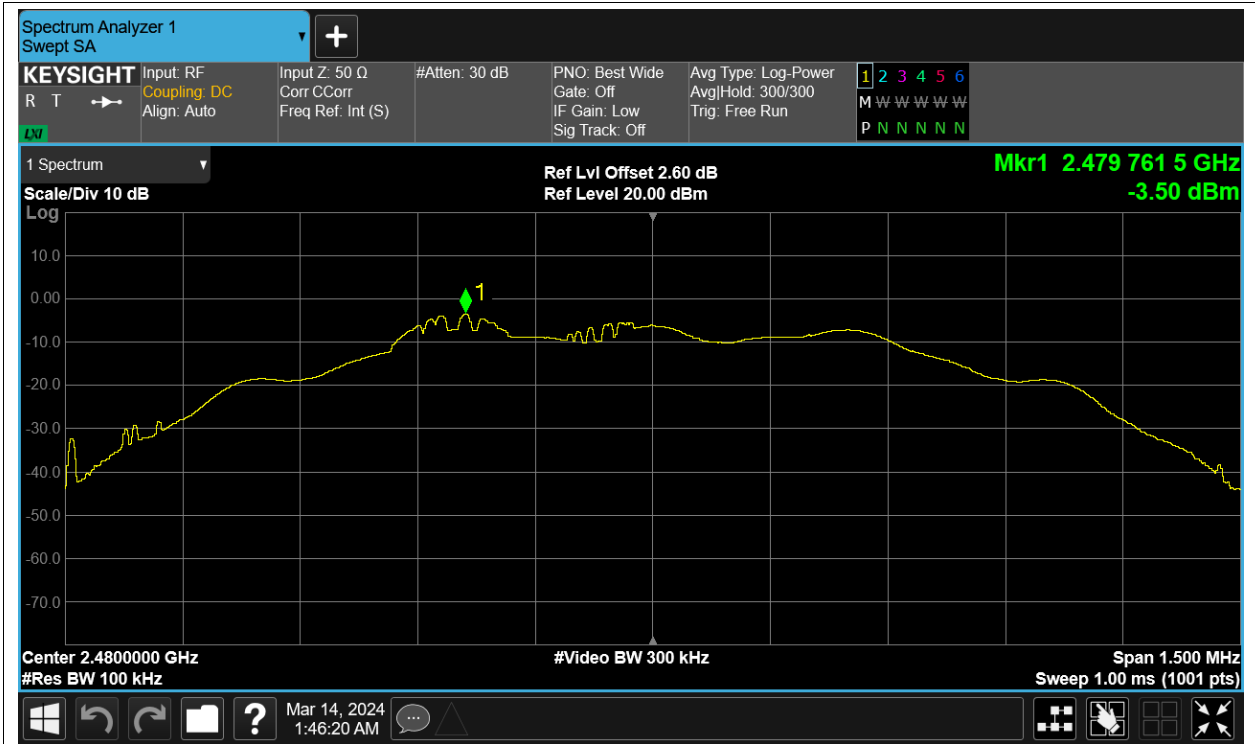 Spectrum Analyzer 1
Swept SA
+
KEYSIGHT
R T
LXI
Input: RF
Coupling: DC
Align: Auto
Input Z: 50 Ω
Corr CCorr
Freq Ref: Int (S)
#Atten: 30 dB
PNO: Best Wide
Gate: Off
IF Gain: Low
Sig Track: Off
Avg Type: Log-Power
Avg|Hold: 300/300
Trig: Free Run
1 2 3 4 5 6
M W W W W W
P N N N N N
1 Spectrum
Scale/Div 10 dB
Log
Ref Lvl Offset 2.60 dB
Ref Level 20.00 dBm
Mkr1 2.479 761 5 GHz
-3.50 dBm
1
10.0
0.00
-10.0
-20.0
-30.0
-40.0
-50.0
-60.0
-70.0
Center 2.4800000 GHz
#Res BW 100 kHz
#Video BW 300 kHz
Span 1.500 MHz
Sweep 1.00 ms (1001 pts)
?
Mar 14, 2024
1:46:20 AM